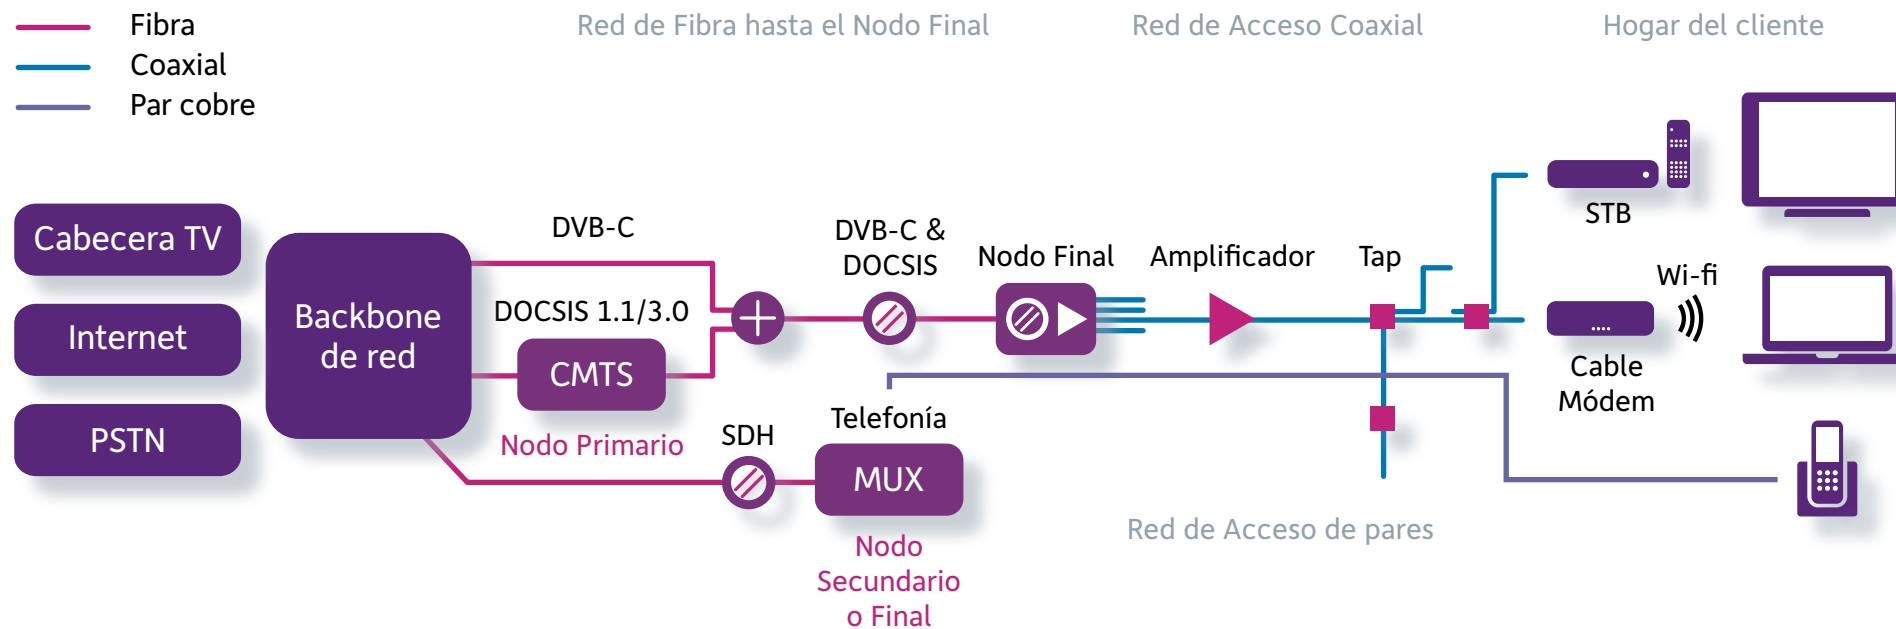 Fibra
Coaxial
Par cobre
Red de Fibra hasta el Nodo Final
Red de Acceso Coaxial
Hogar del cliente
Cabecera TV
Internet
PSTN
Backbone
de red
DVB-C
DOCSIS 1.1/3.0
CMTS
Nodo Primario
DVB-C &
DOCSIS
Nodo Final
Amplificador
Tap
STB
Wi-fi
Cable
Módem
SDH
Telefonía
MUX
Nodo
Secundario
o Final
Red de Acceso de pares